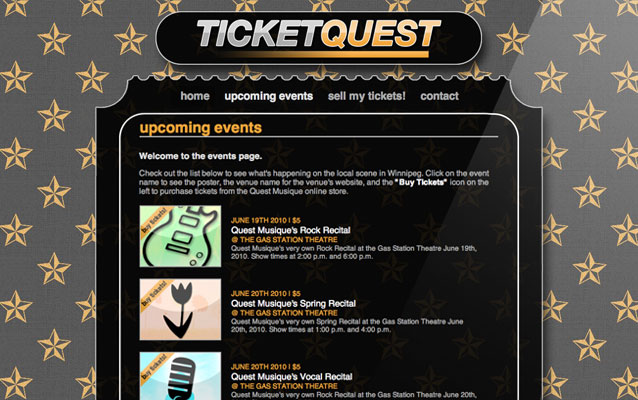 TICKETQUEST
home upcoming events sell my tickets! contact
upcoming events
Welcome to the events page.
Check out the list below to see what's happening on the local scene in Winnipeg. Click on the event
name to see the poster, the venue name for the venue's website, and the "Buy Tickets" icon on the
left to purchase tickets from the Quest Musique online store.
buy tickets!
JUNE 19TH 2010 | $5
Quest Musique's Rock Recital
@ THE GAS STATION THEATRE
Quest Musique's very own Rock Recital at the Gas Station Theatre June 19th,
2010. Show times at 2:00 p.m. and 6:00 p.m.
buy tickets!
JUNE 20TH 2010 | $5
Quest Musique's Spring Recital
@ THE GAS STATION THEATRE
Quest Musique's very own Spring Recital at the Gas Station Theatre June
20th, 2010. Show times at 1:00 p.m. and 4:00 p.m.
buy tickets!
JUNE 20TH 2010 | $5
Quest Musique's Vocal Recital
@ THE GAS STATION THEATRE
Quest Musique's very own Vocal Recital at the Gas Station Theatre June 20th,